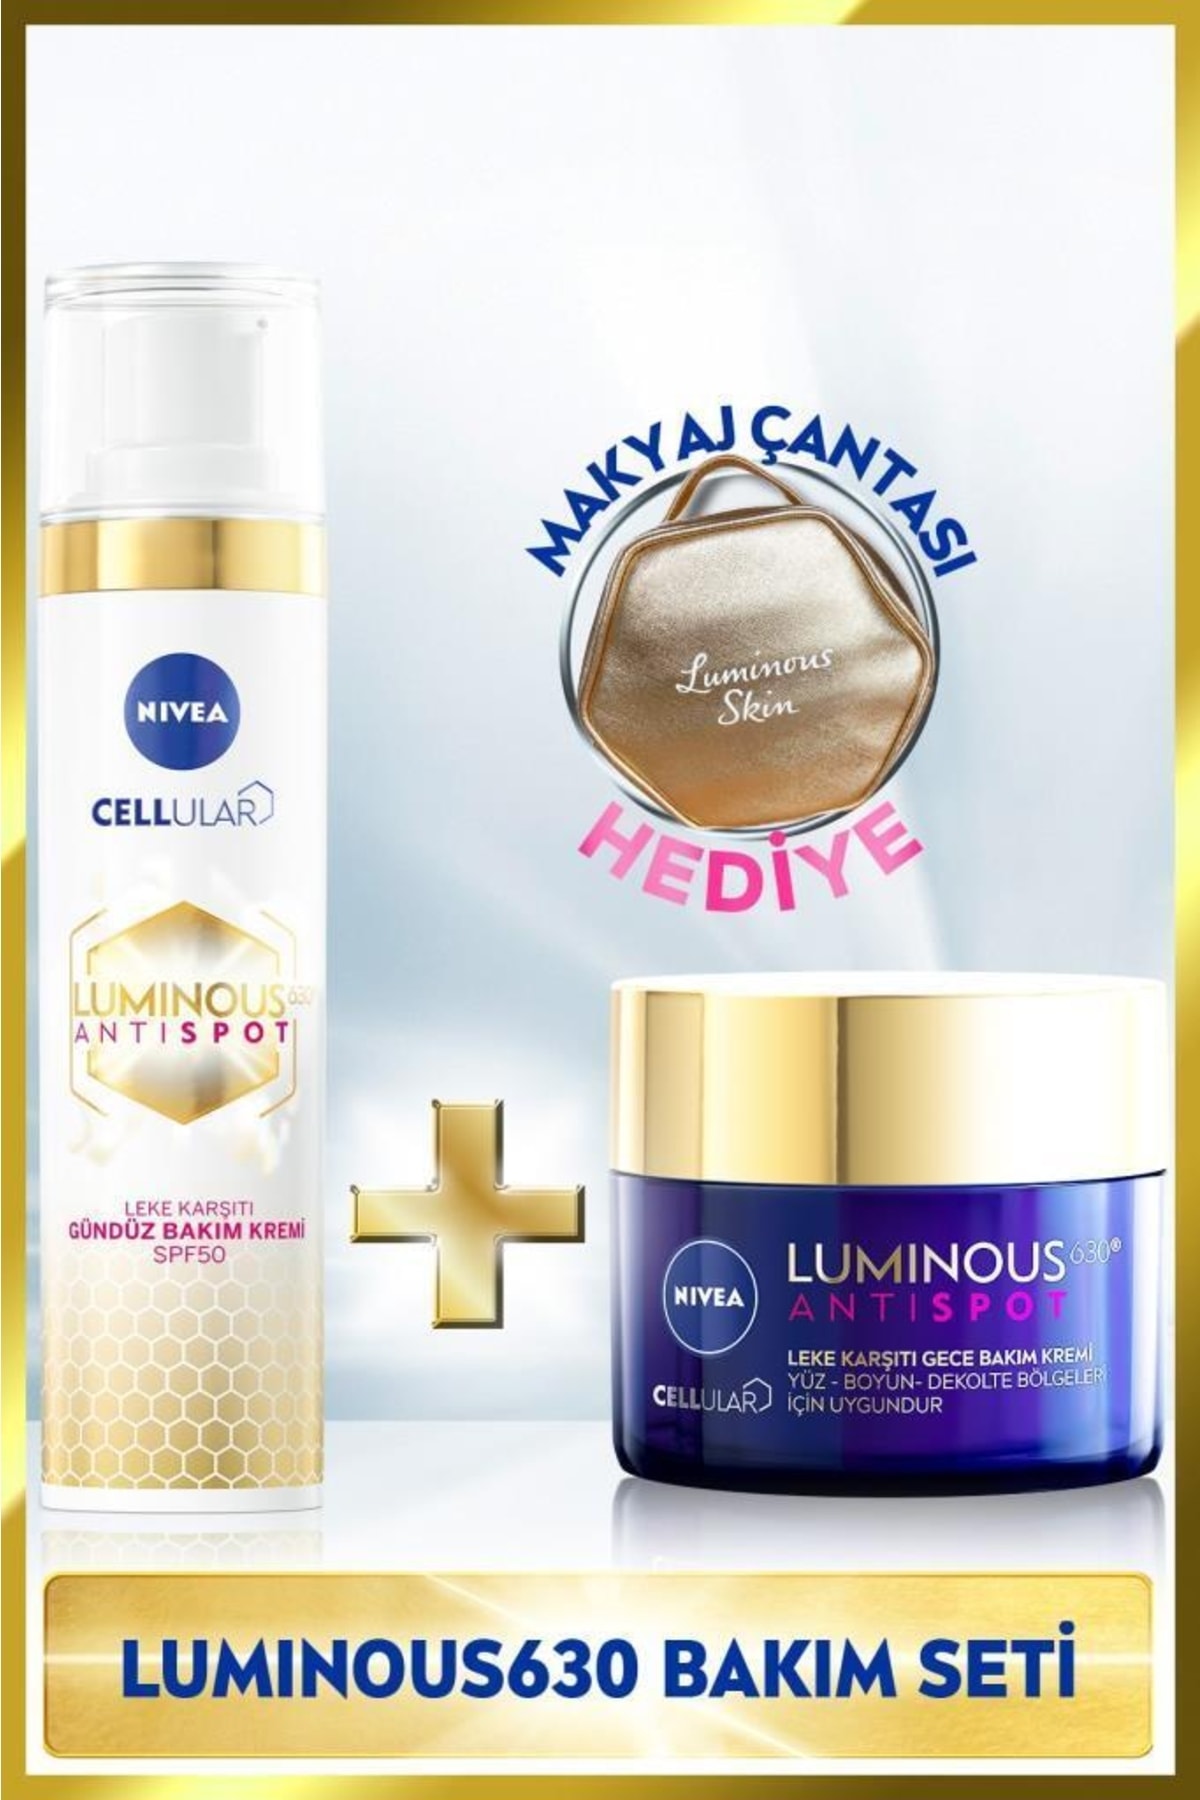 MAKYAJ ÇANTASI
Luminous
Skin
HEDİYE
NIVEA
CELLULAR
LUMINOUS630
ANTISPOT
LEKE KARŞITI
GÜNDÜZ BAKIM KREMİ
SPF50
NIVEA
CELLULAR
LUMINOUS630®
ANTISPOT
LEKE KARŞITI GECE BAKIM KREMİ
YÜZ - BOYUN- DEKOLTE BÖLGELERİ
İÇİN UYGUNDUR
LUMINOUS630 BAKIM SETİ